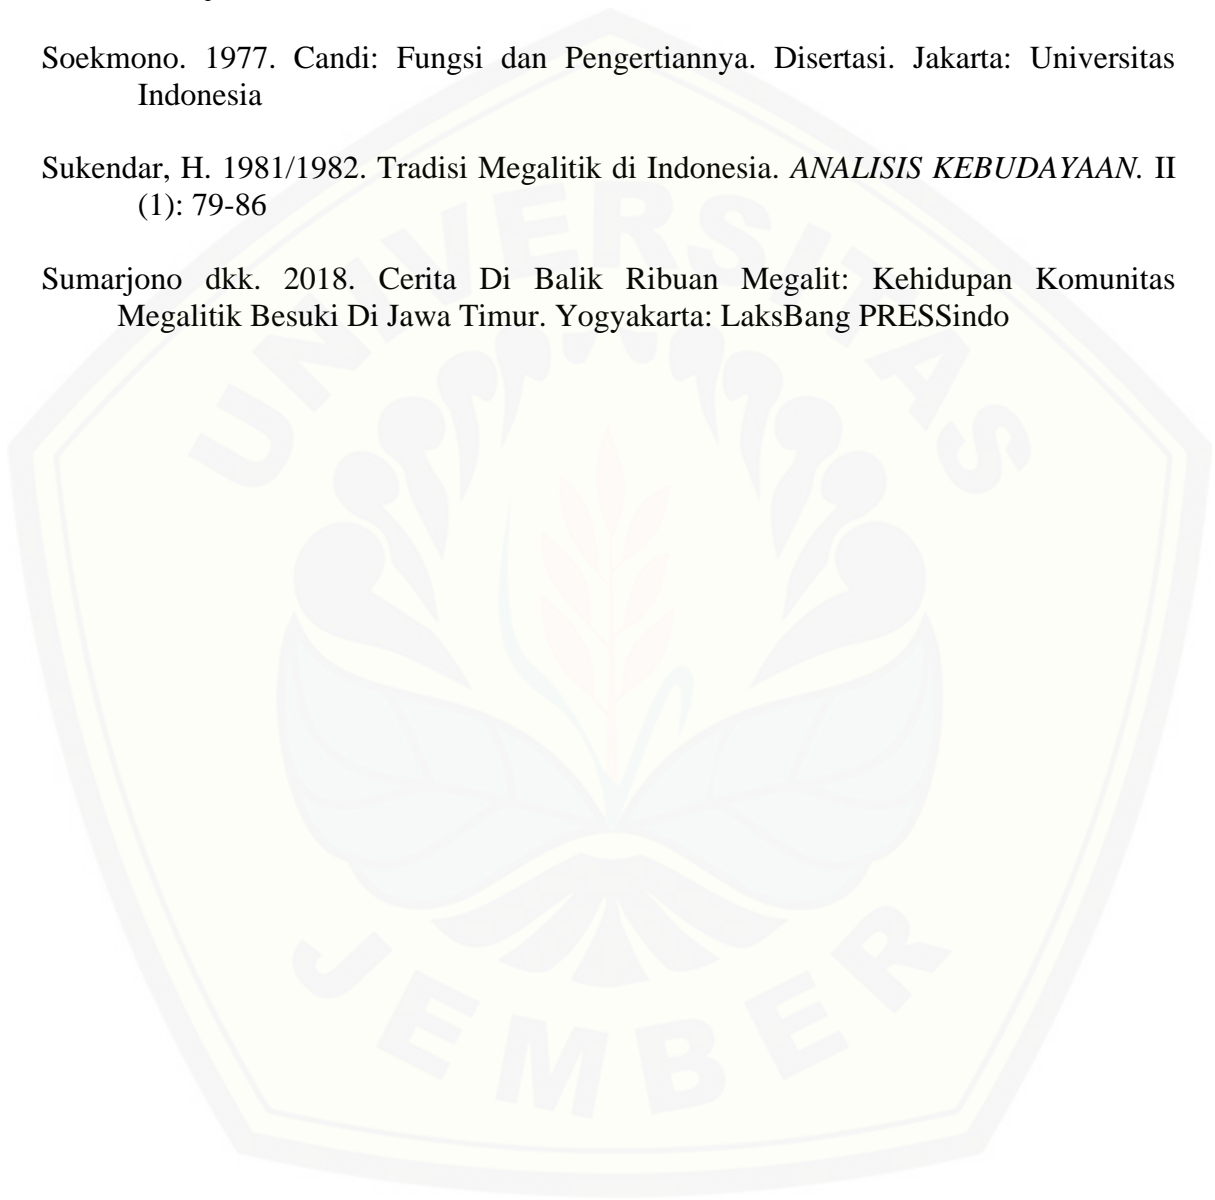 Soekmono. 1977. Candi: Fungsi dan Pengertiannya. Disertasi. Jakarta: Universitas
Indonesia
Sukendar, H. 1981/1982. Tradisi Megalitik di Indonesia. ANALISIS KEBUDAYAAN. II
(1): 79-86
Sumarjono dkk. 2018. Cerita Di Balik Ribuan Megalit: Kehidupan Komunitas
Megalitik Besuki Di Jawa Timur. Yogyakarta: LaksBang PRESSindo
UNIVERSITAS
JEMBER